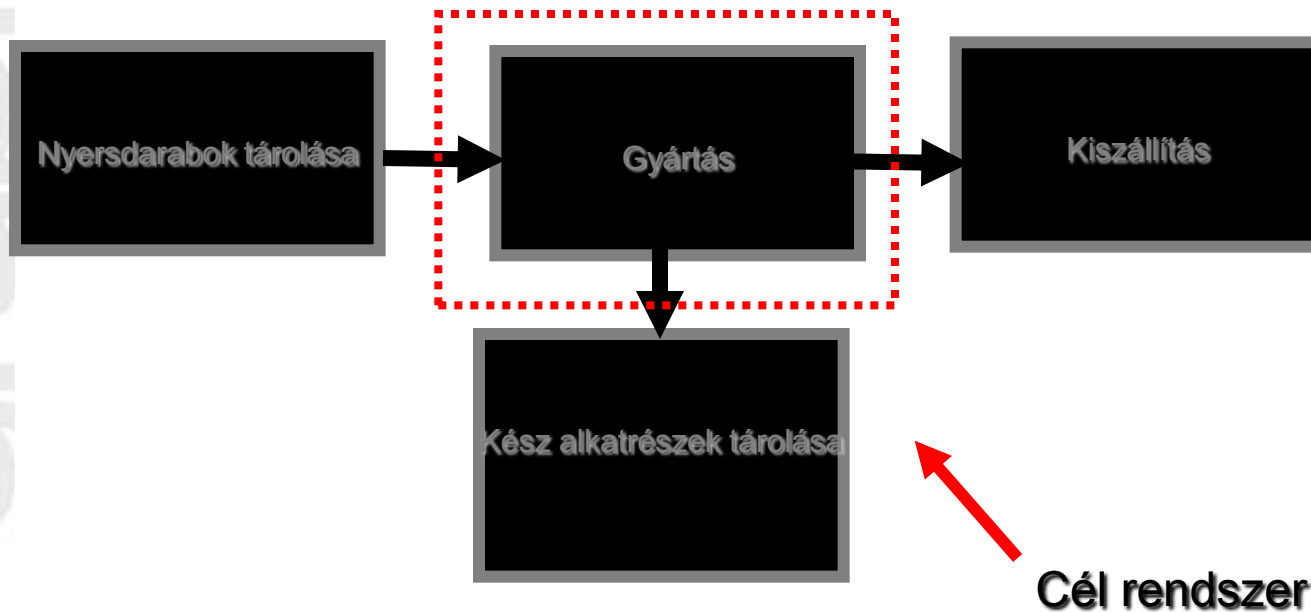 Nyersdarabok tárolása
Gyártás
Kiszállítás
Kész alkatrészek tárolása
Cél rendszer